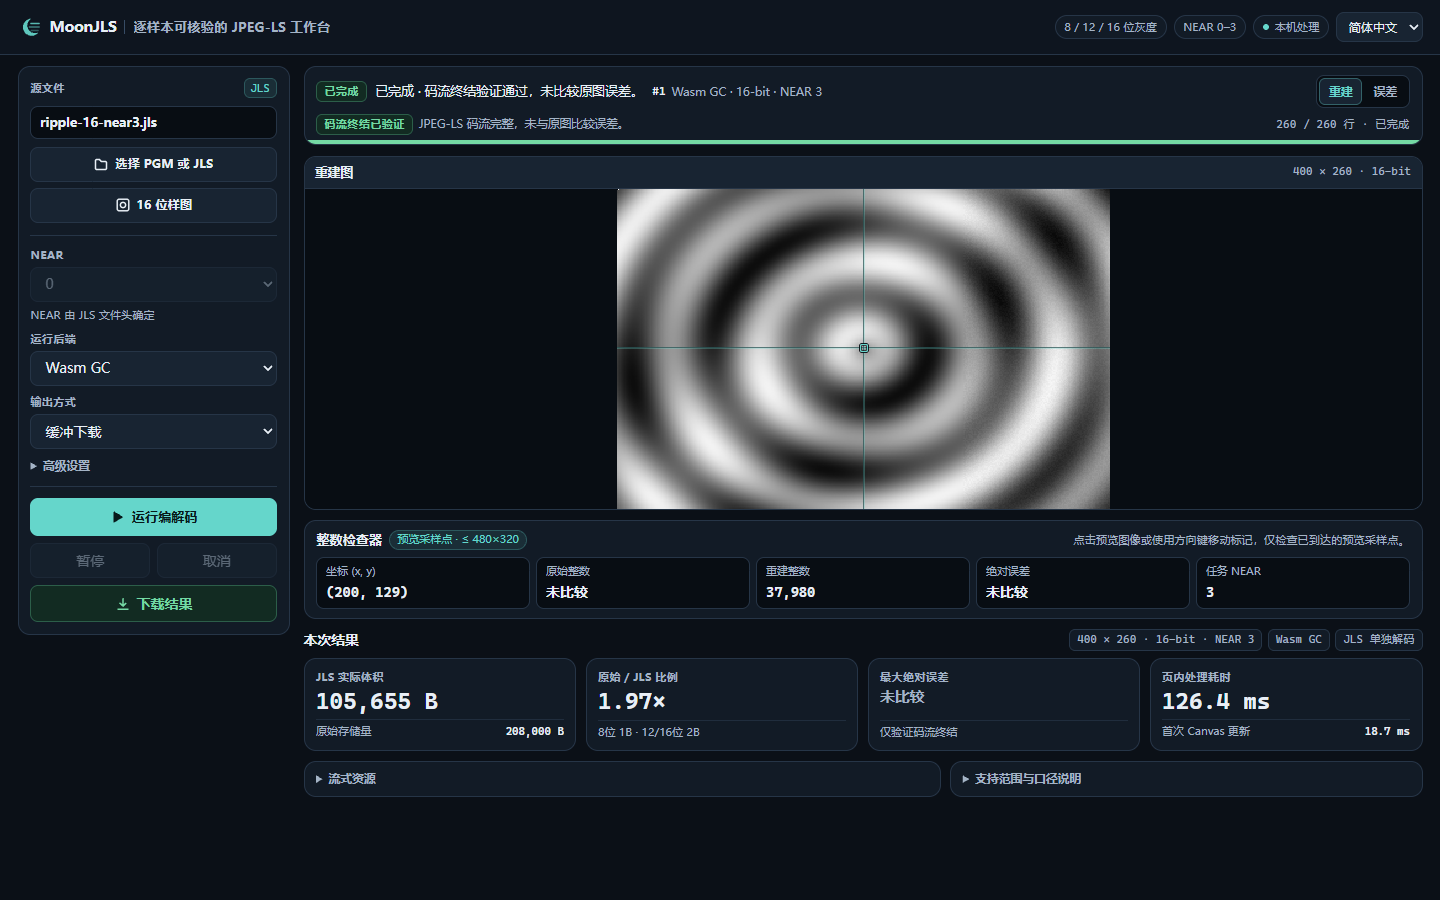 MoonJLS 逐样本可核验的 JPEG-LS 工作台
8 / 12 / 16 位灰度 NEAR 0–3 本机处理 简体中文
源文件 JLS
ripple-16-near3.jls
选择 PGM 或 JLS
16 位样图
NEAR
0
NEAR 由 JLS 文件头确定
运行后端
Wasm GC
输出方式
缓冲下载
高级设置
运行编解码
暂停 取消
下载结果
已完成 已完成 · 码流终结验证通过，未比较原图误差。 #1 Wasm GC · 16-bit · NEAR 3
重建 误差
码流终结已验证 JPEG-LS 码流完整，未与原图比较误差。
260 / 260 行 · 已完成
重建图 400 × 260 · 16-bit
整数检查器 预览采样点 · ≤ 480×320 点击预览图像或使用方向键移动标记，仅检查已到达的预览采样点。
坐标 (x, y) 原始整数 重建整数 绝对误差 任务 NEAR
(200, 129) 未比较 37,980 未比较 3
本次结果 400 × 260 · 16-bit · NEAR 3 Wasm GC JLS 单独解码
JLS 实际体积 原始 / JLS 比例 最大绝对误差 页内处理耗时
105,655 B 1.97× 未比较 126.4 ms
原始存储量 208,000 B 8位 1B · 12/16位 2B 仅验证码流终结 首次 Canvas 更新 18.7 ms
流式资源 支持范围与口径说明